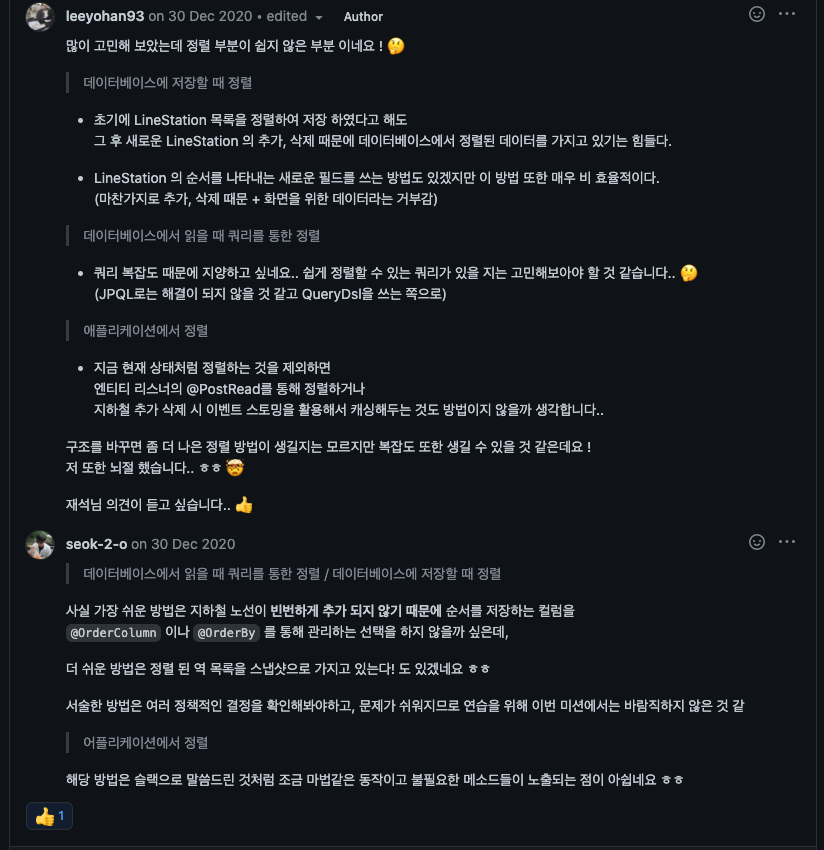 leeyohan93 on 30 Dec 2020 • edited Author
많이 고민해 보았는데 정렬 부분이 쉽지 않은 부분 이네요 ! 🤔
데이터베이스에 저장할 때 정렬
• 초기에 LineStation 목록을 정렬하여 저장 하였다고 해도
그 후 새로운 LineStation 의 추가, 삭제 때문에 데이터베이스에서 정렬된 데이터를 가지고 있기는 힘들다.
• LineStation 의 순서를 나타내는 새로운 필드를 쓰는 방법도 있겠지만 이 방법 또한 매우 비 효율적이다.
(마찬가지로 추가, 삭제 때문 + 화면을 위한 데이터라는 거부감)
데이터베이스에서 읽을 때 쿼리를 통한 정렬
• 쿼리 복잡도 때문에 지양하고 싶네요.. 쉽게 정렬할 수 있는 쿼리가 있을 지는 고민해보아야 할 것 같습니다.. 🤔
(JPQL로는 해결이 되지 않을 것 같고 QueryDsl을 쓰는 쪽으로)
애플리케이션에서 정렬
• 지금 현재 상태처럼 정렬하는 것을 제외하면
엔티티 리스너의 @PostRead를 통해 정렬하거나
지하철 추가 삭제 시 이벤트 스토밍을 활용해서 캐싱해두는 것도 방법이지 않을까 생각합니다..
구조를 바꾸면 좀 더 나은 정렬 방법이 생길지는 모르지만 복잡도 또한 생길 수 있을 것 같은데요 !
저 또한 뇌절 했습니다.. ㅎㅎ 🤯
재석님 의견이 듣고 싶습니다.. 👍
seok-2-o on 30 Dec 2020
데이터베이스에서 읽을 때 쿼리를 통한 정렬 / 데이터베이스에 저장할 때 정렬
사실 가장 쉬운 방법은 지하철 노선이 빈번하게 추가 되지 않기 때문에 순서를 저장하는 컬럼을
@OrderColumn 이나 @OrderBy 를 통해 관리하는 선택을 하지 않을까 싶은데,
더 쉬운 방법은 정렬 된 역 목록을 스냅샷으로 가지고 있는다! 도 있겠네요 ㅎㅎ
서술한 방법은 여러 정책적인 결정을 확인해봐야하고, 문제가 쉬워지므로 연습을 위해 이번 미션에서는 바람직하지 않은 것 같
어플리케이션에서 정렬
해당 방법은 슬랙으로 말씀드린 것처럼 조금 마법같은 동작이고 불필요한 메소드들이 노출되는 점이 아쉽네요 ㅎㅎ
👍 1